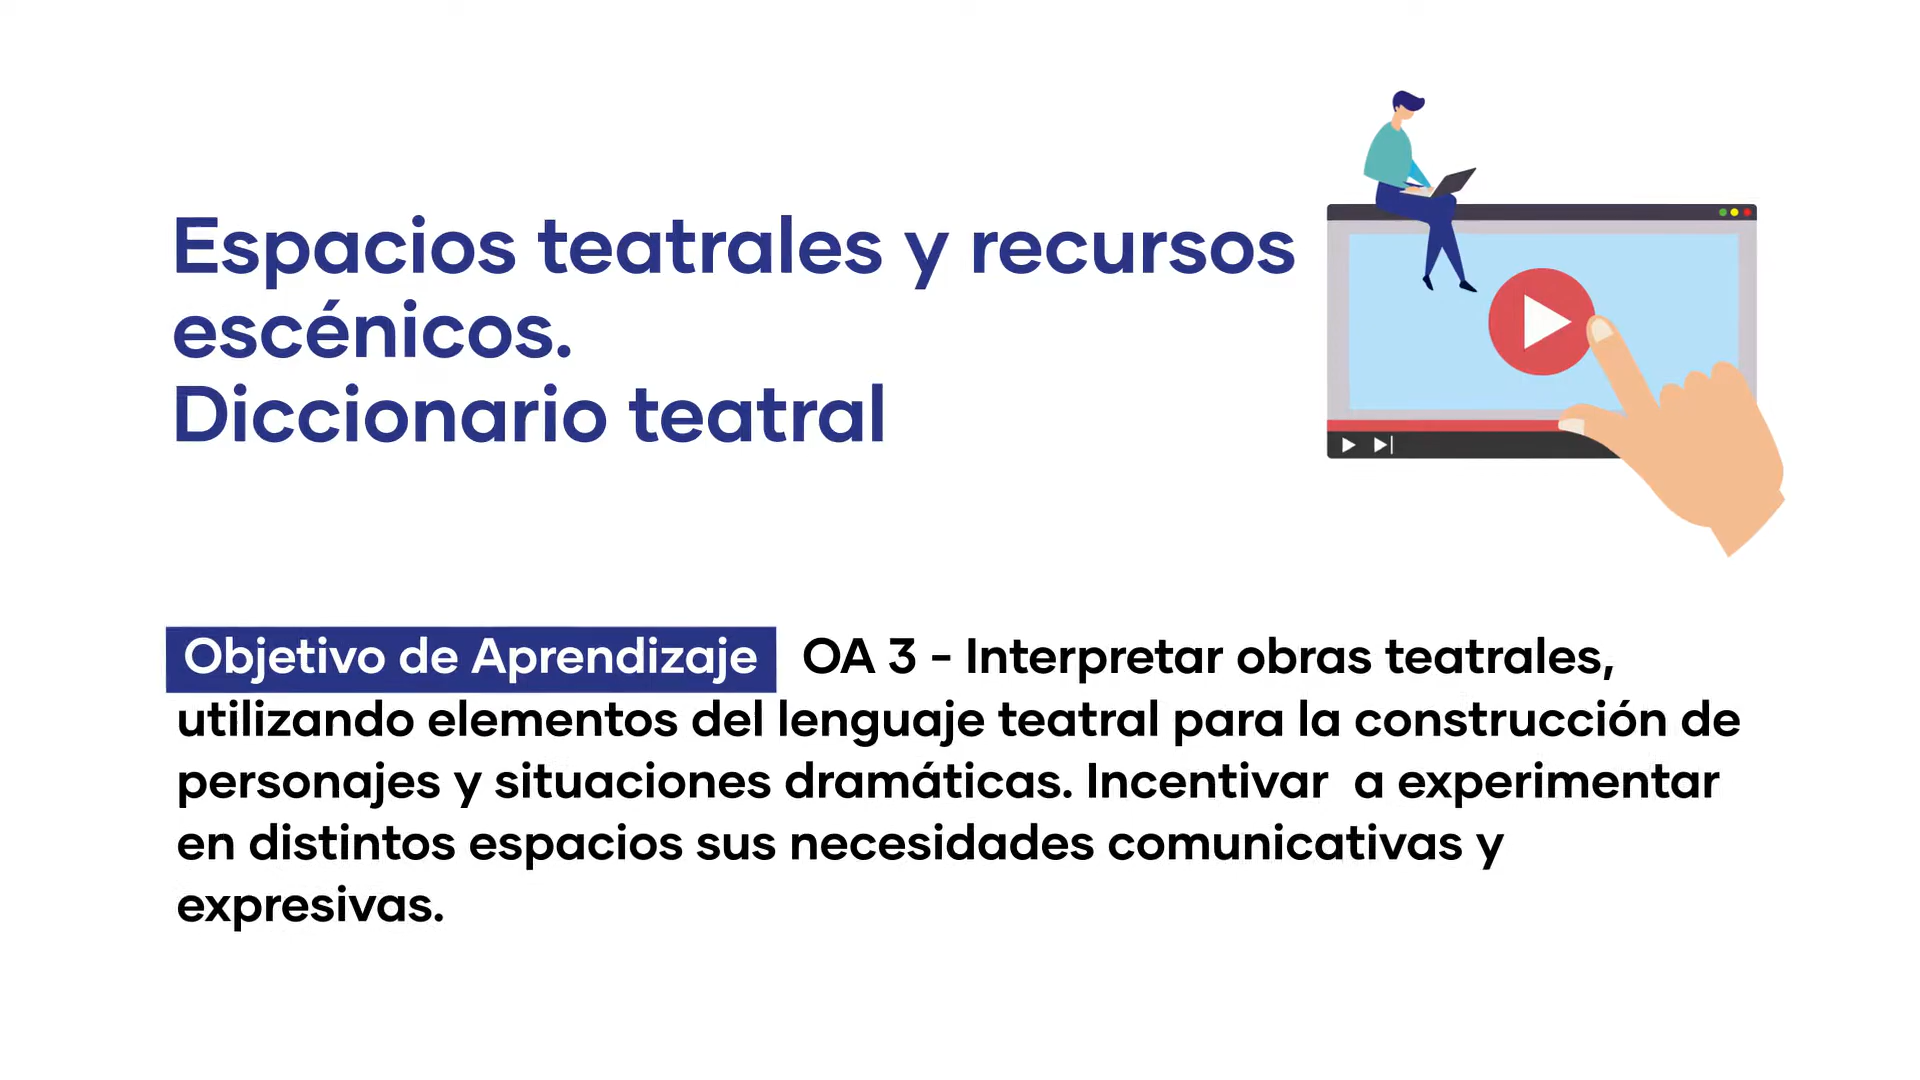 Espacios teatrales y recursos
escénicos.
Diccionario teatral
Objetivo de Aprendizaje OA 3 - Interpretar obras teatrales,
utilizando elementos del lenguaje teatral para la construcción de
personajes y situaciones dramáticas. Incentivar  a experimentar
en distintos espacios sus necesidades comunicativas y
expresivas.